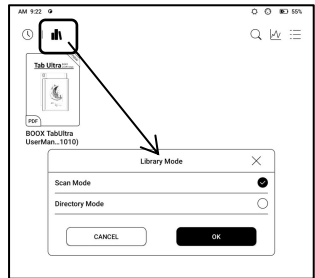 AM 9:22
55%
Tab Ultra
PDF
BOOX TabUltra
UserMan...1010)
Library Mode
Scan Mode
Directory Mode
CANCEL
OK